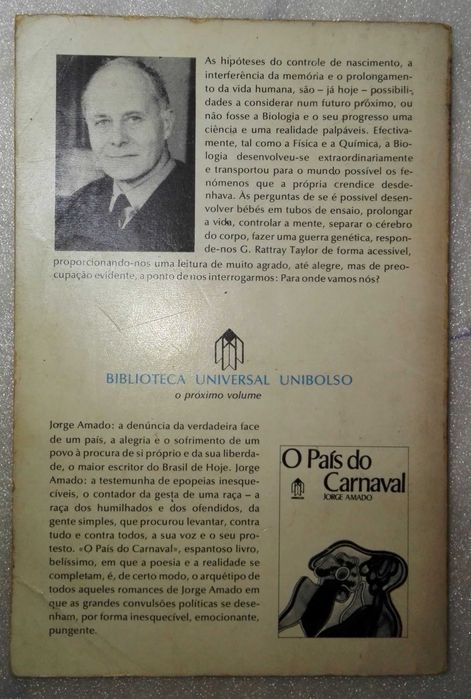 As hipóteses do controle de nascimento, a
interferência da memória e o prolongamen-
to da vida humana, são – já hoje – possibili-
dades a considerar num futuro próximo, ou
não fosse a Biologia e o seu progresso uma
ciência e uma realidade palpáveis. Efectiva-
mente, tal como a Física e a Química, a Bio-
logia desenvolveu-se extraordinariamente
e transportou para o mundo possível os fe-
nómenos que a própria crendice desde-
nhava. As perguntas de se é possível desen-
volver bébés em tubos de ensaio, prolongar
a vida, controlar a mente, separar o cérebro
do corpo, fazer uma guerra genética, respon-
de-nos G. Rattray Taylor de forma acessível,
proporcionando-nos uma leitura de muito agrado, até alegre, mas de preo-
cupação evidente, a ponto de nos interrogarmos: Para onde vamos nós?
BIBLIOTECA UNIVERSAL UNIBOLSO
o próximo volume
Jorge Amado: a denúncia da verdadeira face
de um país, a alegria e o sofrimento de um
povo à procura de si próprio e da sua liberda-
de, o maior escritor do Brasil de Hoje. Jorge
Amado: a testemunha de epopeias inesque-
cíveis, o contador da gesta de uma raça – a
raça dos humilhados e dos ofendidos, da
gente simples, que procurou levantar, contra
tudo e contra todos, a sua voz e o seu pro-
testo. «O País do Carnaval», espantoso livro,
belíssimo, em que a poesia e a realidade se
completam, é, de certo modo, o arquétipo de
todos aqueles romances de Jorge Amado em
que as grandes convulsões políticas se dese-
nham, por forma inesquecível, emocionante,
pungente.
O País do
Carnaval
JORGE AMADO